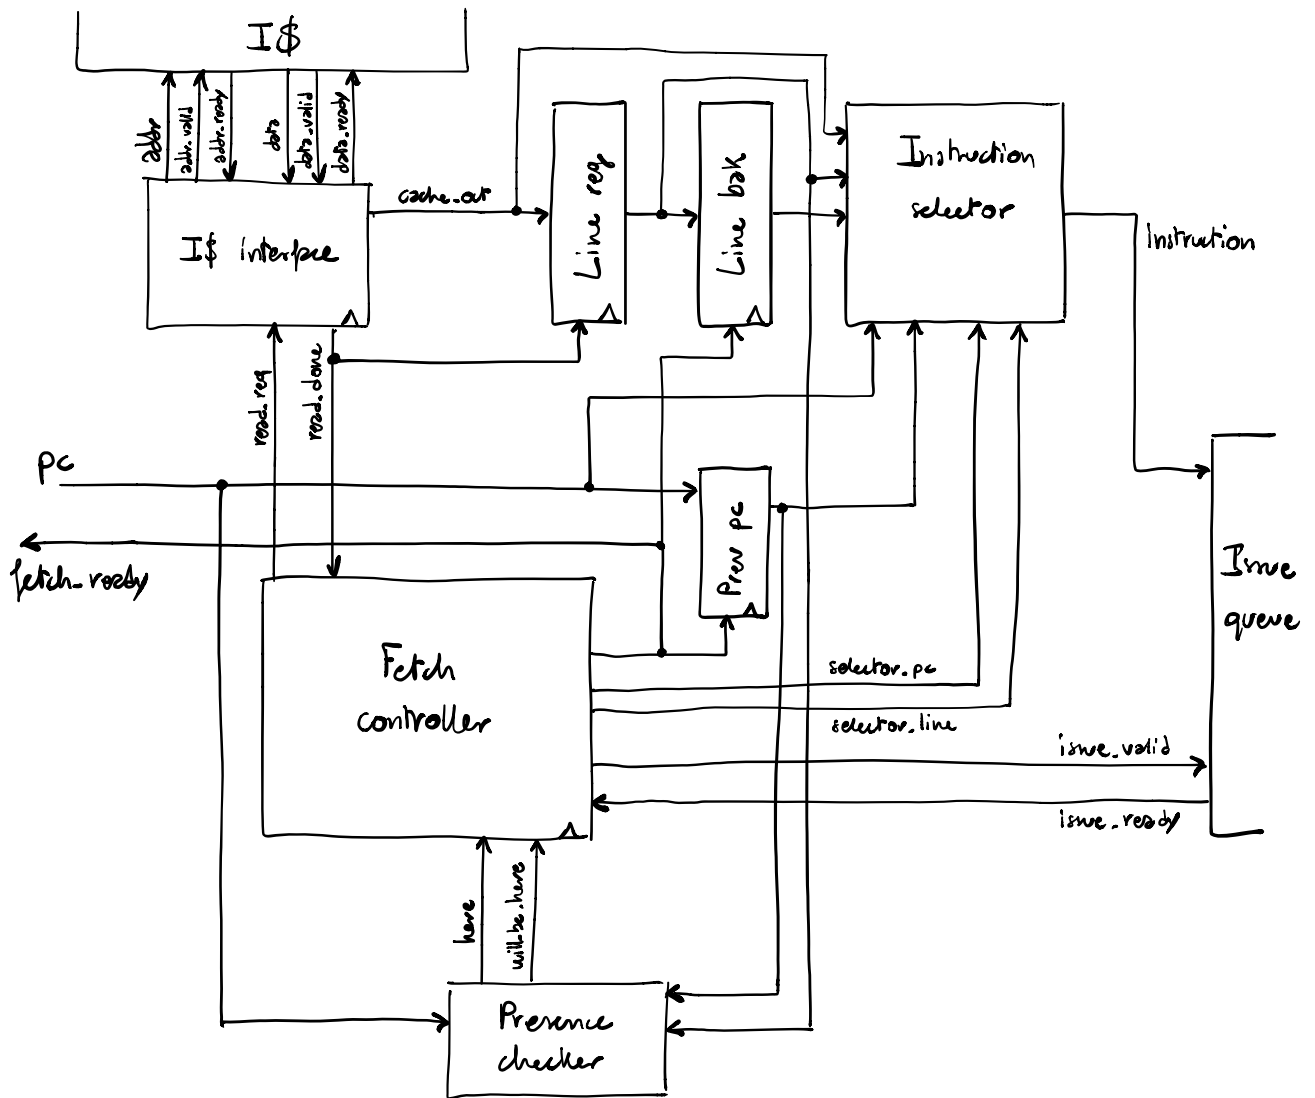 I$
addr
addr_valid
addr_ready
data
data_valid
data_ready
I$ interface
cache_out
Line req
Line bak
Instruction
selector
Instruction
read_req
read_done
PC
fetch_ready
Prev pc
Issue
queue
Fetch
controller
selector_pc
selector_line
issue_valid
issue_ready
here
will_be_here
Presence
checker